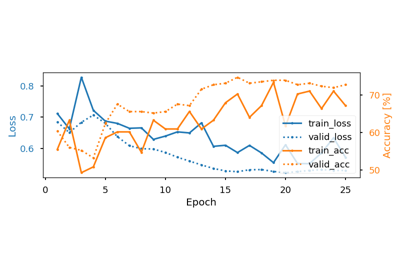 0.8
0.7
0.6
Loss
70
60
50
Accuracy [%]
train_loss
valid_loss
train_acc
valid_acc
0
5
10
15
20
25
Epoch